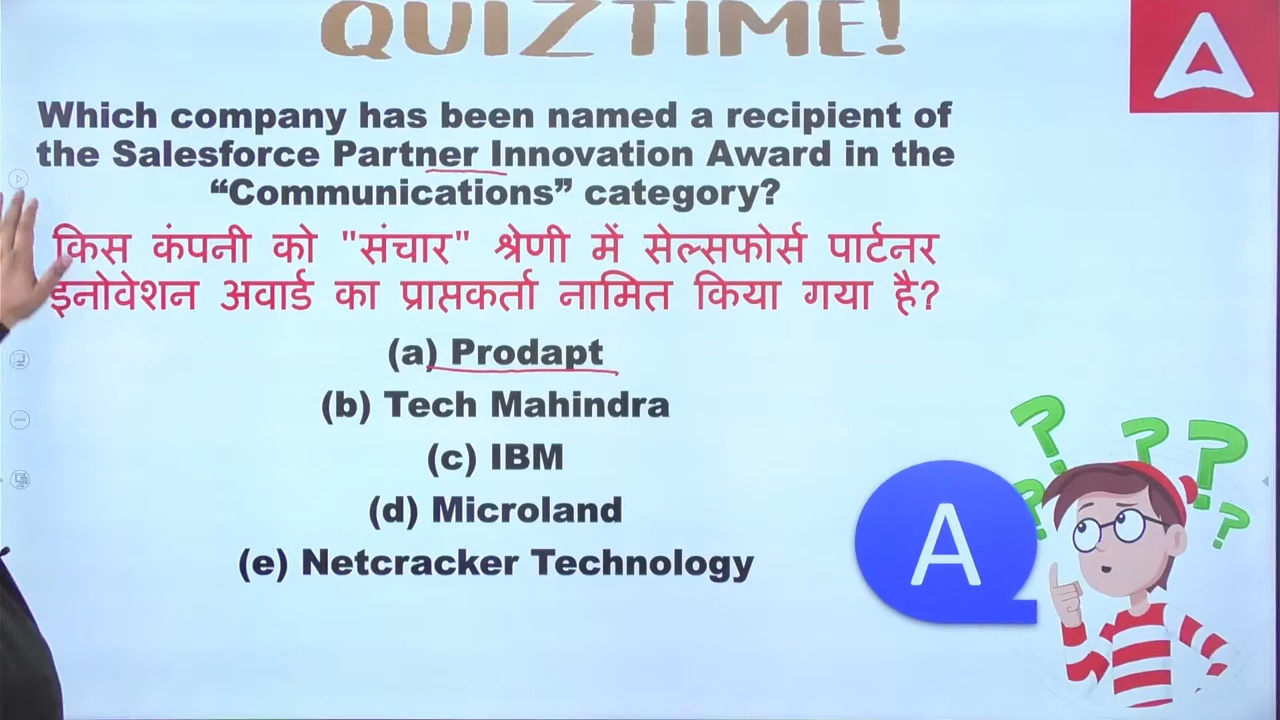 QUIZTIME!
Which company has been named a recipient of
the Salesforce Partner Innovation Award in the
“Communications” category?
किस कंपनी को "संचार" श्रेणी में सेल्सफोर्स पार्टनर
इनोवेशन अवार्ड का प्राप्तकर्ता नामित किया गया है?
(a) Prodapt
(b) Tech Mahindra
(c) IBM
(d) Microland
(e) Netcracker Technology
A